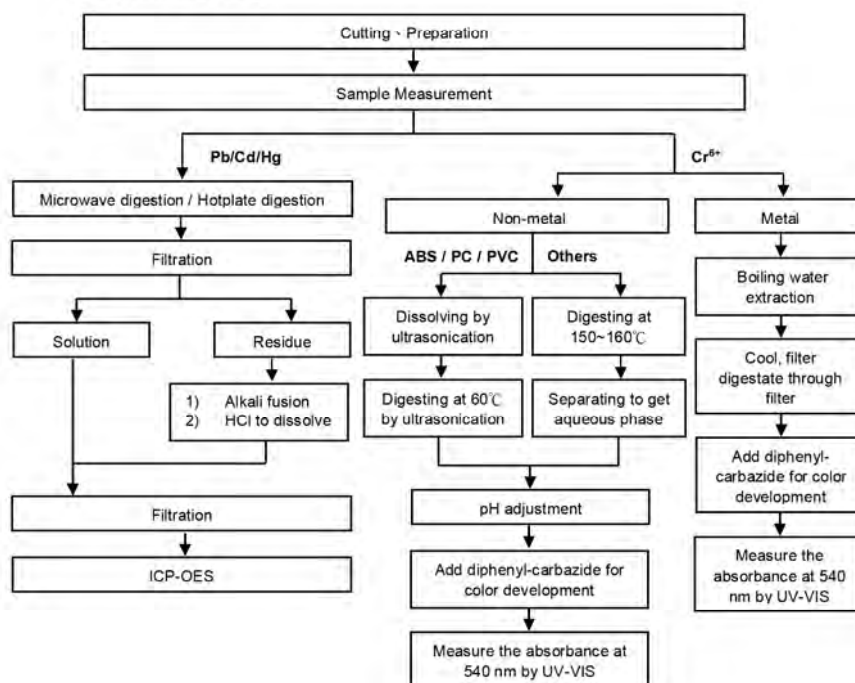 Cutting、Preparation
Sample Measurement
Pb/Cd/Hg
Microwave digestion / Hotplate digestion
Filtration
Solution
Residue
1) Alkali fusion
2) HCl to dissolve
Filtration
ICP-OES
Cr⁶⁺
Non-metal
ABS / PC / PVC
Others
Dissolving by
ultrasonication
Digesting at 60℃
by ultrasonication
Digesting at
150~160℃
Separating to get
aqueous phase
pH adjustment
Add diphenyl-carbazide for
color development
Measure the absorbance at
540 nm by UV-VIS
Metal
Boiling water
extraction
Cool, filter
digestate through
filter
Add diphenyl-
carbazide for color
development
Measure the
absorbance at 540
nm by UV-VIS